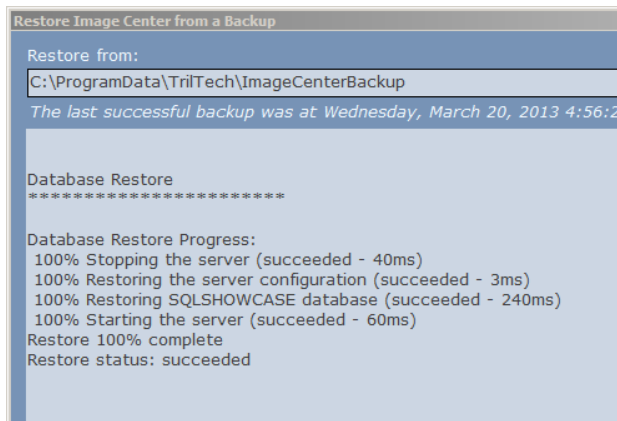 Restore Image Center from a Backup
Restore from:
C:\ProgramData\TrilTech\ImageCenterBackup
The last successful backup was at Wednesday, March 20, 2013 4:56:2
Database Restore
***********************
Database Restore Progress:
100% Stopping the server (succeeded - 40ms)
100% Restoring the server configuration (succeeded - 3ms)
100% Restoring SQLSHOWCASE database (succeeded - 240ms)
100% Starting the server (succeeded - 60ms)
Restore 100% complete
Restore status: succeeded